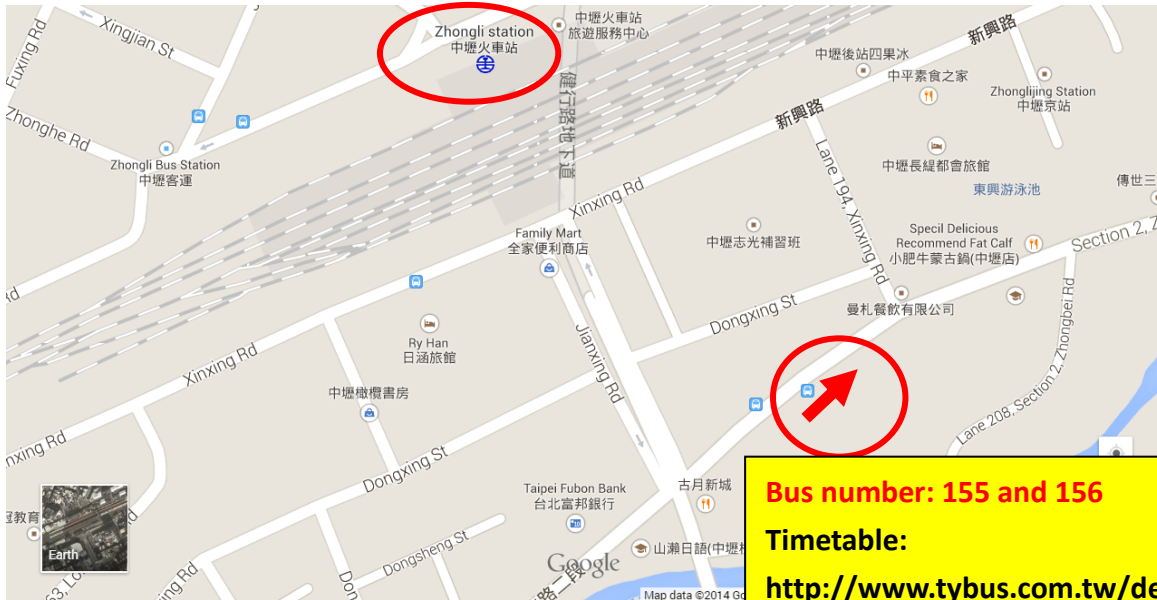 Fuxing Rd
Xingjian St
Zhongli station
中壢火車站
中壢火車站
旅遊服務中心
新興路
中壢後站四果冰
中平素食之家
Zhonglijing Station
中壢京站
Zhonghe Rd
Zhongli Bus Station
中壢客運
健行路地下道
新興路
Lane 194, Xinxing Rd
中壢長緹都會旅館
東興游泳池
傳世三
Xinxing Rd
Family Mart
全家便利商店
中壢志光補習班
Specil Delicious
Recommend Fat Calf
小肥牛蒙古鍋(中壢店)
Section 2, Z
Ry Han
日涵旅館
Jianxing Rd
Dongxing St
曼札餐飲有限公司
Xinxing Rd
中壢橄欖書房
Lane 208, Section 2, Zhongbei Rd
nxing Rd
Dongxing St
Taipei Fubon Bank
台北富邦銀行
古月新城
冠教育
Earth
Dongsheng St
Google
山瀨日語(中壢
路二段
Map data ©2014 Go
Bus number: 155 and 156
Timetable:
http://www.tybus.com.tw/de